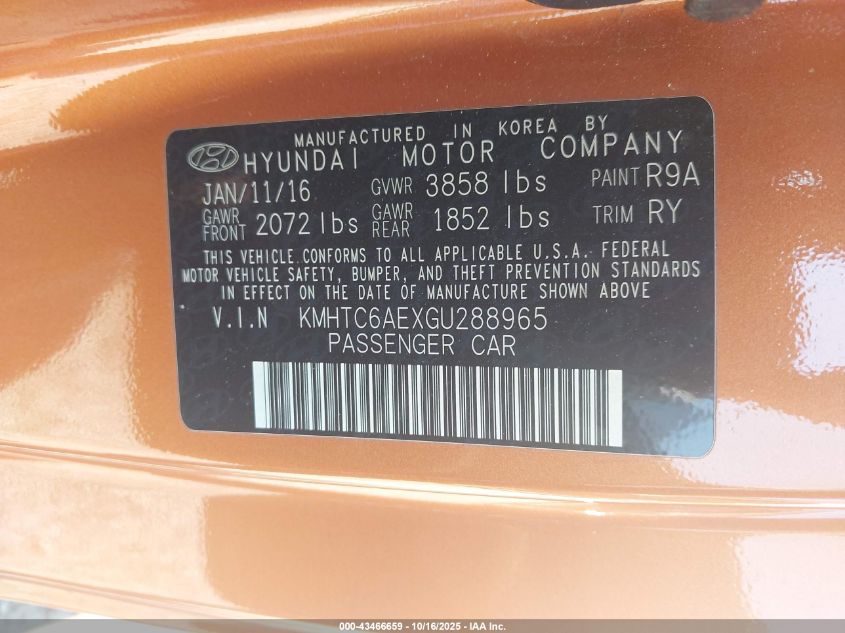 MANUFACTURED IN KOREA BY
HYUNDAI MOTOR COMPANY
JAN/11/16 GVWR 3858 lbs PAINT R9A
GAWR FRONT 2072 lbs GAWR REAR 1852 lbs TRIM RY
THIS VEHICLE CONFORMS TO ALL APPLICABLE U.S.A. FEDERAL
MOTOR VEHICLE SAFETY, BUMPER, AND THEFT PREVENTION STANDARDS
IN EFFECT ON THE DATE OF MANUFACTURE SHOWN ABOVE
V.I.N KMHTC6AEXGU288965
PASSENGER CAR
000-43466659 - 10/16/2025 - IAA Inc.